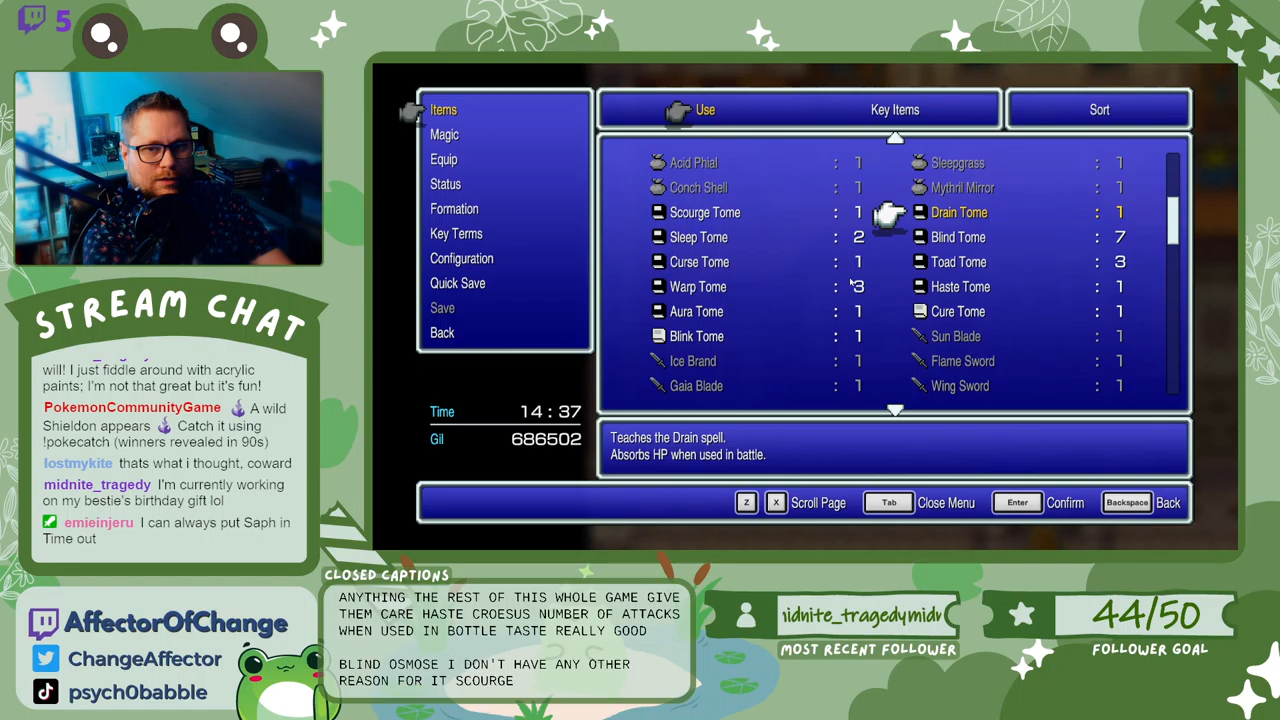 5
Items
Magic
Equip
Status
Formation
Key Terms
Configuration
Quick Save
Save
Back
Time 14:37
Gil 686502
Use Key Items Sort
Acid Phial : 1 Sleepgrass : 1
Conch Shell : 1 Mythril Mirror : 1
Scourge Tome : 1 Drain Tome : 1
Sleep Tome : 2 Blind Tome : 7
Curse Tome : 1 Toad Tome : 3
Warp Tome : 3 Haste Tome : 1
Aura Tome : 1 Cure Tome : 1
Blink Tome : 1 Sun Blade : 1
Ice Brand : 1 Flame Sword : 1
Gaia Blade : 1 Wing Sword : 1
Teaches the Drain spell.
Absorbs HP when used in battle.
Z X Scroll Page Tab Close Menu Enter Confirm Backspace Back
STREAM CHAT
will! I just fiddle around with acrylic
paints; I'm not that great but it's fun!
PokemonCommunityGame A wild
Shieldon appears Catch it using
!pokecatch (winners revealed in 90s)
lostmykite thats what i thought, coward
midnite_tragedy I'm currently working
on my bestie's birthday gift lol
emieinjeru I can always put Saph in
Time out
AffectorOfChange
ChangeAffector
psych0babble
CLOSED CAPTIONS
ANYTHING THE REST OF THIS WHOLE GAME GIVE
THEM CARE HASTE CROESUS NUMBER OF ATTACKS
WHEN USED IN BOTTLE TASTE REALLY GOOD
BLIND OSMOSE I DON'T HAVE ANY OTHER
REASON FOR IT SCOURGE
midnite_tragedy
MOST RECENT FOLLOWER
44/50
FOLLOWER GOAL